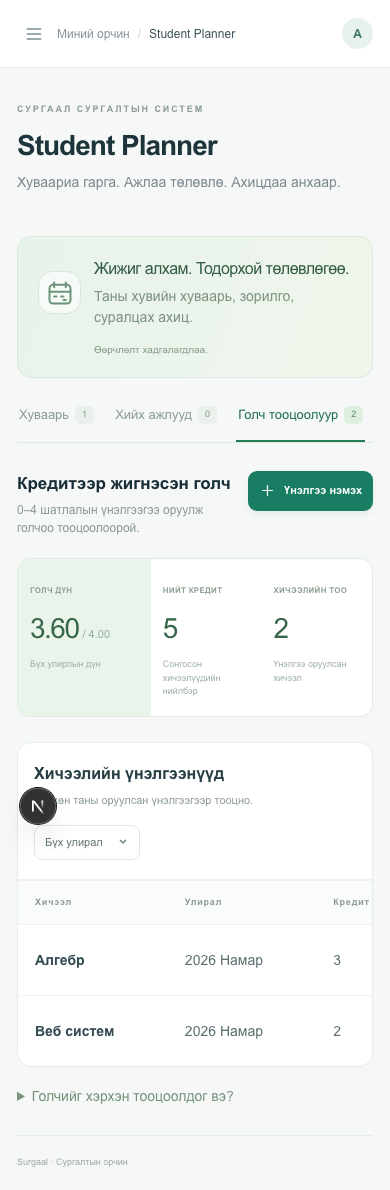 Миний орчин / Student Planner
A
СУРГААЛ СУРГАЛТЫН СИСТЕМ
Student Planner
Хуваариа гарга. Ажлаа төлөвлө. Ахицдаа анхаар.
Жижиг алхам. Тодорхой төлөвлөгөө.
Таны хувийн хуваарь, зорилго,
суралцах ахиц.
Өөрчлөлт хадгалагдлаа.
Хуваарь 1
Хийх ажлууд 0
Голч тооцоолуур 2
Кредитээр жигнэсэн голч
0–4 шатлалын үнэлгээгээ оруулж
голчоо тооцоолоорой.
Үнэлгээ нэмэх
ГОЛЧ ДҮН
3.60 / 4.00
Бүх улирлын дүн
НИЙТ КРЕДИТ
5
Сонгосон
хичээлүүдийн
нийлбэр
ХИЧЭЭЛИЙН ТОО
2
Үнэлгээ оруулсан
хичээл
Хичээлийн үнэлгээнүүд
таны оруулсан үнэлгээгээр тооцно.
N
Бүх улирал
Хичээл Улирал Кредит
Алгебр 2026 Намар 3
Веб систем 2026 Намар 2
Голчийг хэрхэн тооцоолдог вэ?
Surgaal · Сургалтын орчин